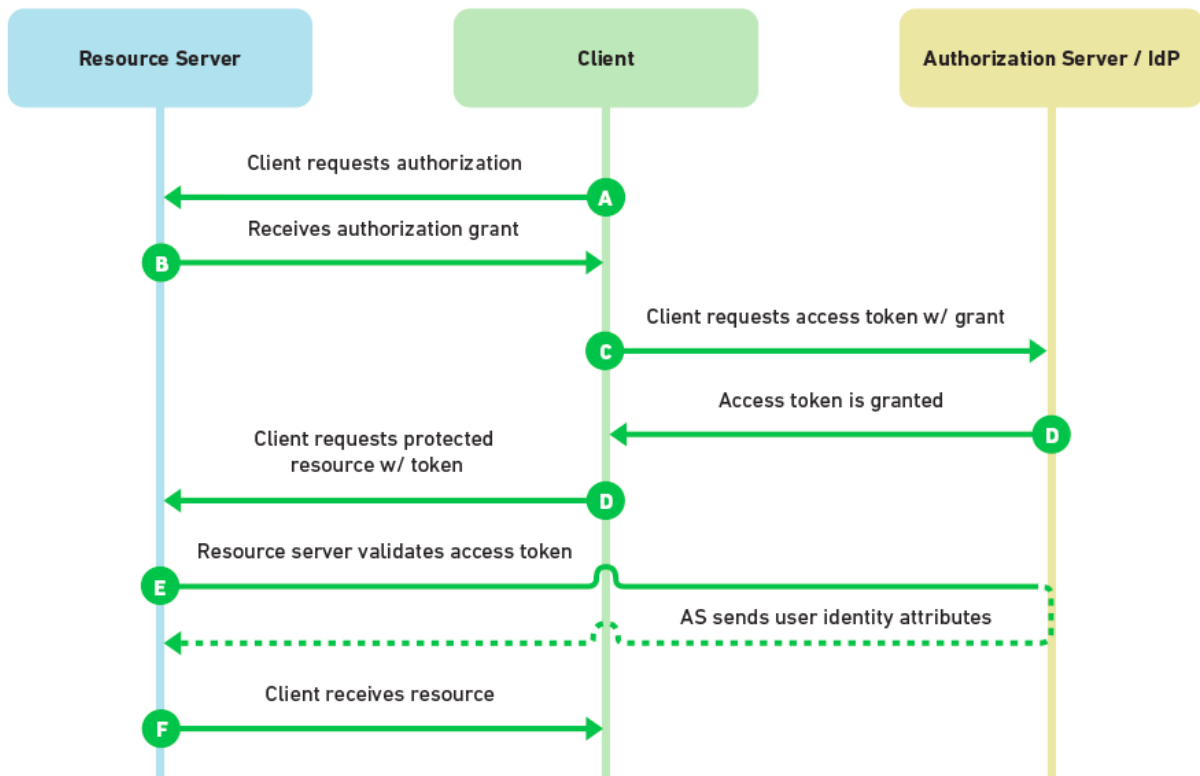 Resource Server
Client
Authorization Server / IdP
Client requests authorization
A
Receives authorization grant
B
Client requests access token w/ grant
C
Access token is granted
D
Client requests protected
resource w/ token
D
Resource server validates access token
E
AS sends user identity attributes
Client receives resource
F